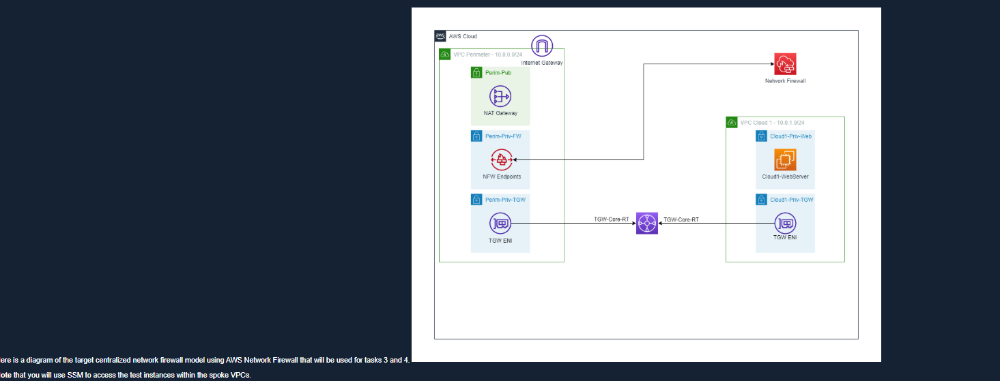 aws AWS Cloud
VPC Perimeter - 10.0.0.0/24
Internet Gateway
Perim-Pub
NAT Gateway
Network Firewall
Perim-Priv-FW
NFW Endpoints
VPC Cloud 1 - 10.0.1.0/24
Cloud1-Priv-Web
Cloud1-WebServer
Perim-Priv-TGW
TGW ENI
TGW-Core-RT
TGW-Core-RT
Cloud1-Priv-TGW
TGW ENI
ere is a diagram of the target centralized network firewall model using AWS Network Firewall that will be used for tasks 3 and 4.
ote that you will use SSM to access the test instances within the spoke VPCs.